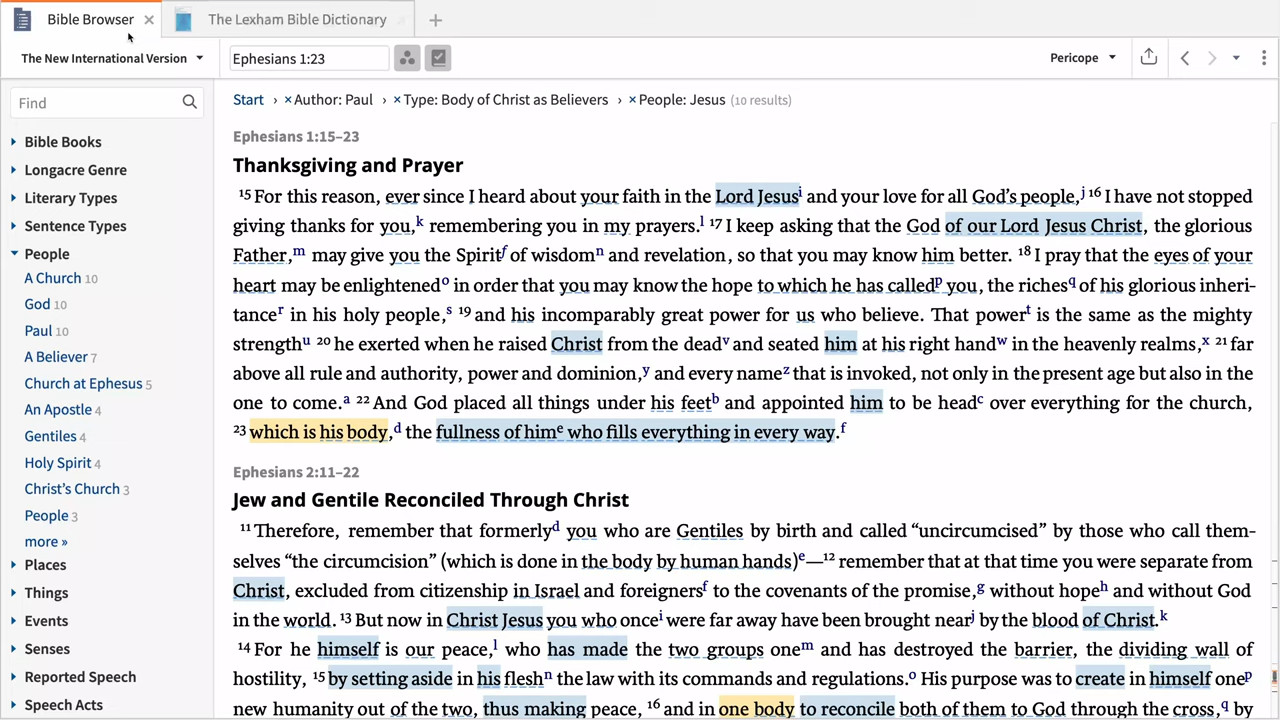 Bible Browser
The Lexham Bible Dictionary
The New International Version
Ephesians 1:23
Pericope
Find
Start › × Author: Paul › × Type: Body of Christ as Believers › × People: Jesus (10 results)
Bible Books
Longacre Genre
Literary Types
Sentence Types
People
A Church 10
God 10
Paul 10
A Believer 7
Church at Ephesus 5
An Apostle 4
Gentiles 4
Holy Spirit 4
Christ's Church 3
People 3
more »
Places
Things
Events
Senses
Reported Speech
Speech Acts
Ephesians 1:15–23
Thanksgiving and Prayer
15 For this reason, ever since I heard about your faith in the Lord Jesusi and your love for all God's people,j 16 I have not stopped
giving thanks for you,k remembering you in my prayers.l 17 I keep asking that the God of our Lord Jesus Christ, the glorious
Father,m may give you the Spiritf of wisdomn and revelation, so that you may know him better. 18 I pray that the eyes of your
heart may be enlightenedo in order that you may know the hope to which he has calledp you, the richesq of his glorious inheri-
tancer in his holy people,s 19 and his incomparably great power for us who believe. That powert is the same as the mighty
strengthu 20 he exerted when he raised Christ from the deadv and seated him at his right handw in the heavenly realms,x 21 far
above all rule and authority, power and dominion,y and every namez that is invoked, not only in the present age but also in the
one to come.a 22 And God placed all things under his feetb and appointed him to be headc over everything for the church,
23 which is his body,d the fullness of hime who fills everything in every way.f
Ephesians 2:11–22
Jew and Gentile Reconciled Through Christ
11 Therefore, remember that formerlyd you who are Gentiles by birth and called “uncircumcised” by those who call them-
selves “the circumcision” (which is done in the body by human hands)e—12 remember that at that time you were separate from
Christ, excluded from citizenship in Israel and foreignersf to the covenants of the promise,g without hopeh and without God
in the world. 13 But now in Christ Jesus you who oncei were far away have been brought nearj by the blood of Christ.k
14 For he himself is our peace,l who has made the two groups onem and has destroyed the barrier, the dividing wall of
hostility, 15 by setting aside in his fleshn the law with its commands and regulations.o His purpose was to create in himself onep
new humanity out of the two, thus making peace, 16 and in one body to reconcile both of them to God through the cross,q by